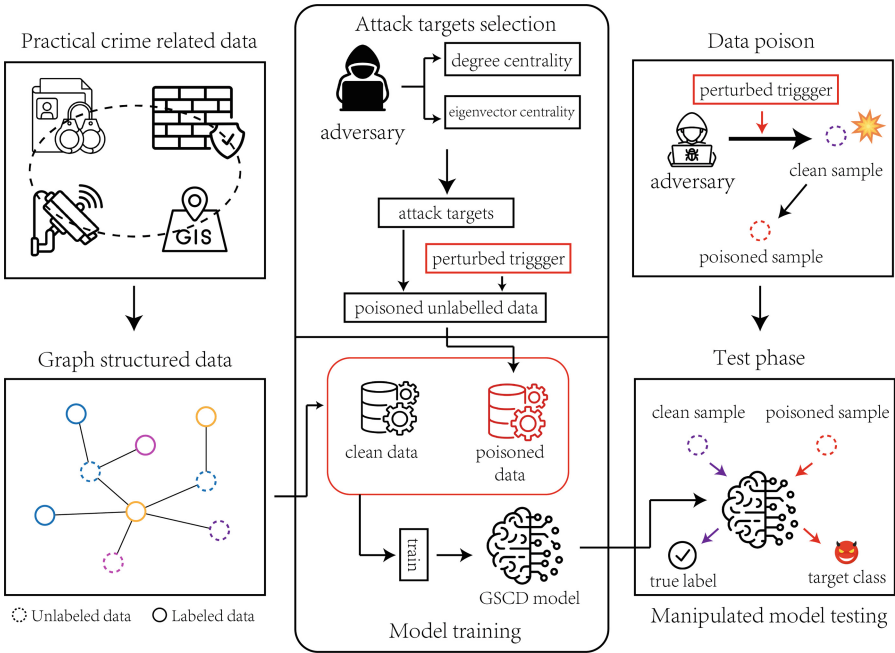 Practical crime related data
GIS
Graph structured data
Unlabeled data
Labeled data
Attack targets selection
adversary
degree centrality
eigenvector centrality
attack targets
perturbed triggger
poisoned unlabelled data
clean data
poisoned
data
train
GSCD model
Model training
Data poison
perturbed triggger
adversary
clean sample
poisoned sample
Test phase
clean sample
poisoned sample
true label
target class
Manipulated model testing